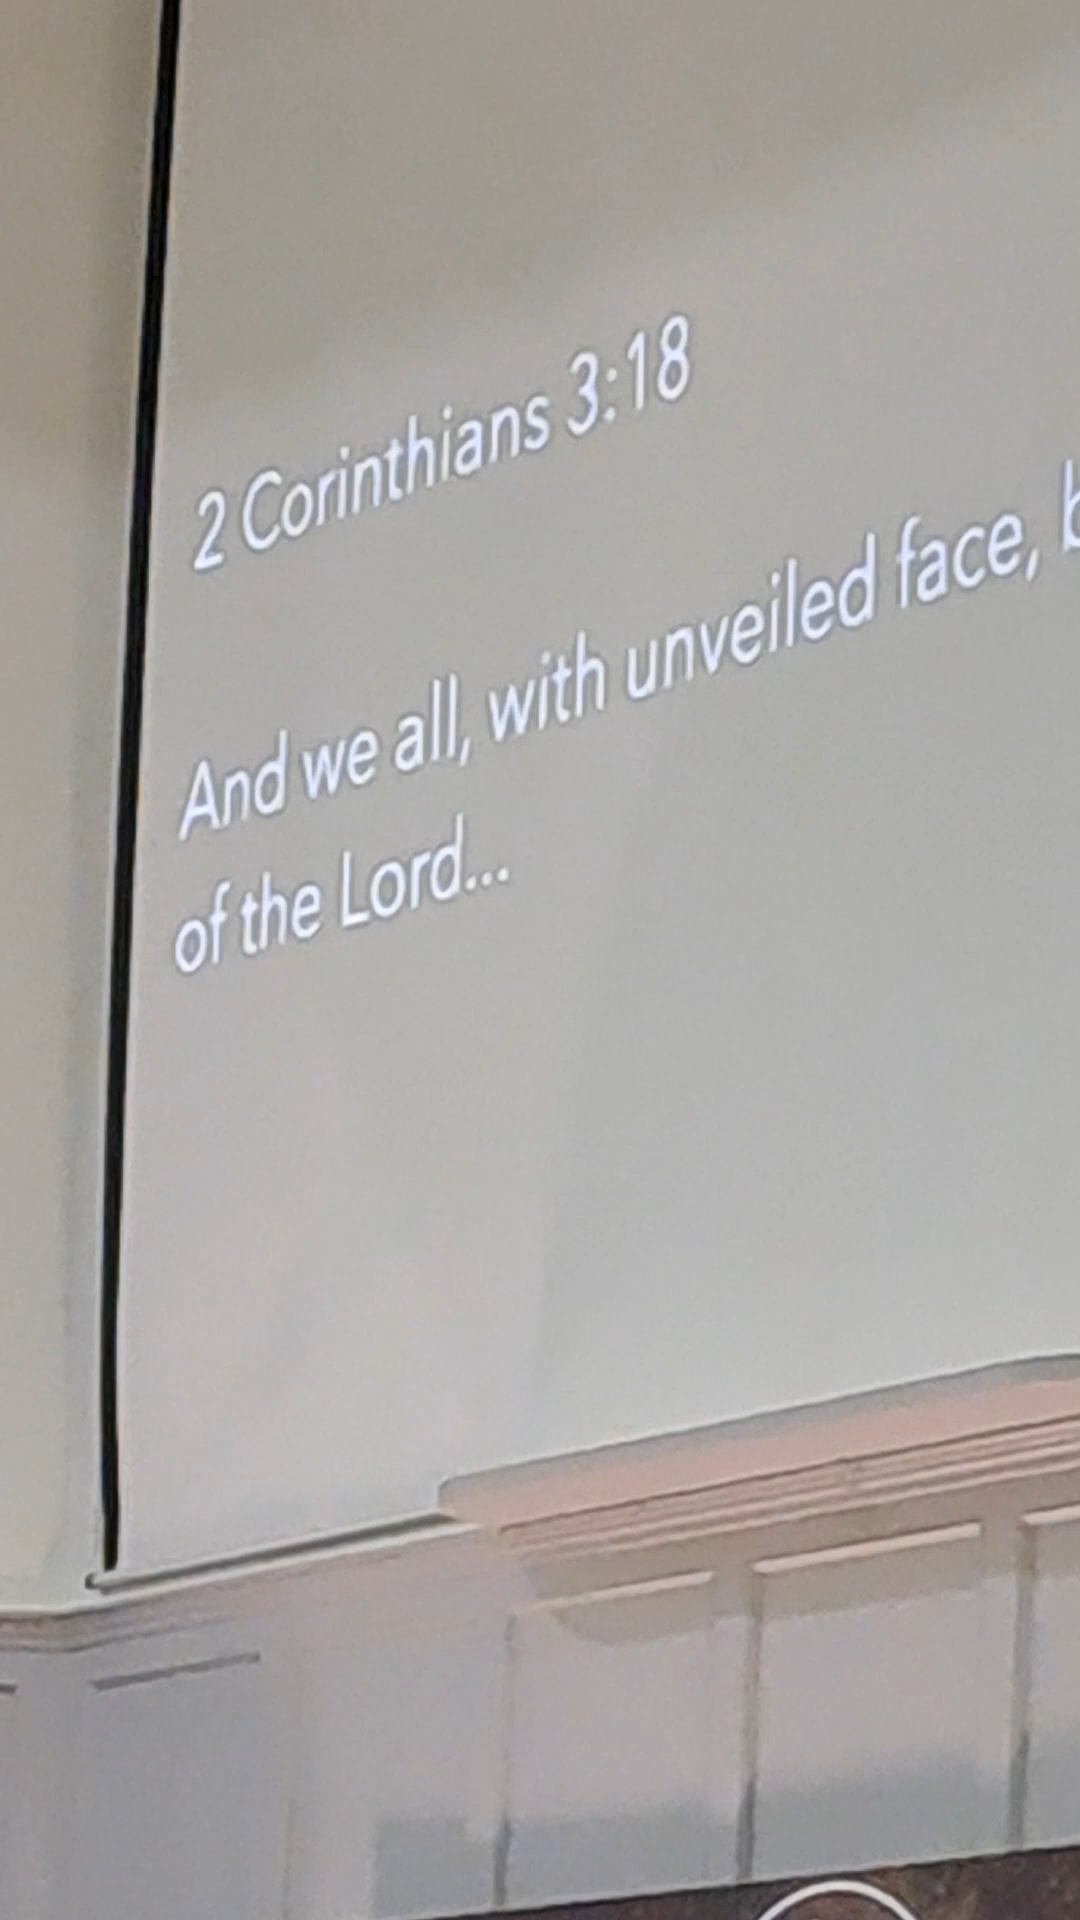 2 Corinthians 3:18
And we all, with unveiled face,
of the Lord...